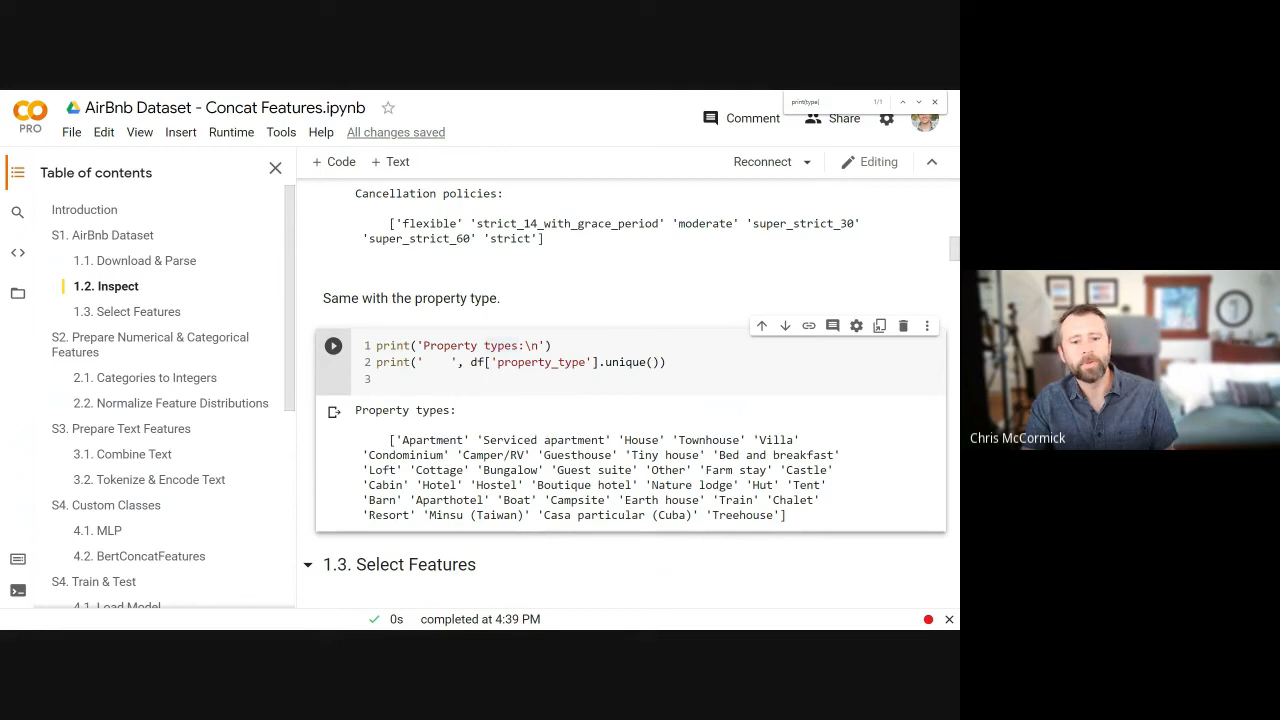 AirBnb Dataset - Concat Features.ipynb
print(type
1/1
PRO
File Edit View Insert Runtime Tools Help All changes saved
Comment
Share
Table of contents
+ Code + Text
Reconnect
Editing
Introduction
S1. AirBnb Dataset
1.1. Download & Parse
1.2. Inspect
1.3. Select Features
S2. Prepare Numerical & Categorical
Features
2.1. Categories to Integers
2.2. Normalize Feature Distributions
S3. Prepare Text Features
3.1. Combine Text
3.2. Tokenize & Encode Text
S4. Custom Classes
4.1. MLP
4.2. BertConcatFeatures
S4. Train & Test
4.1. Load Model
Cancellation policies:
['flexible' 'strict_14_with_grace_period' 'moderate' 'super_strict_30'
'super_strict_60' 'strict']
Same with the property type.
1 print('Property types:\n')
2 print('    ', df['property_type'].unique())
3
Property types:
['Apartment' 'Serviced apartment' 'House' 'Townhouse' 'Villa'
'Condominium' 'Camper/RV' 'Guesthouse' 'Tiny house' 'Bed and breakfast'
'Loft' 'Cottage' 'Bungalow' 'Guest suite' 'Other' 'Farm stay' 'Castle'
'Cabin' 'Hotel' 'Hostel' 'Boutique hotel' 'Nature lodge' 'Hut' 'Tent'
'Barn' 'Aparthotel' 'Boat' 'Campsite' 'Earth house' 'Train' 'Chalet'
'Resort' 'Minsu (Taiwan)' 'Casa particular (Cuba)' 'Treehouse']
1.3. Select Features
0s completed at 4:39 PM
Chris McCormick